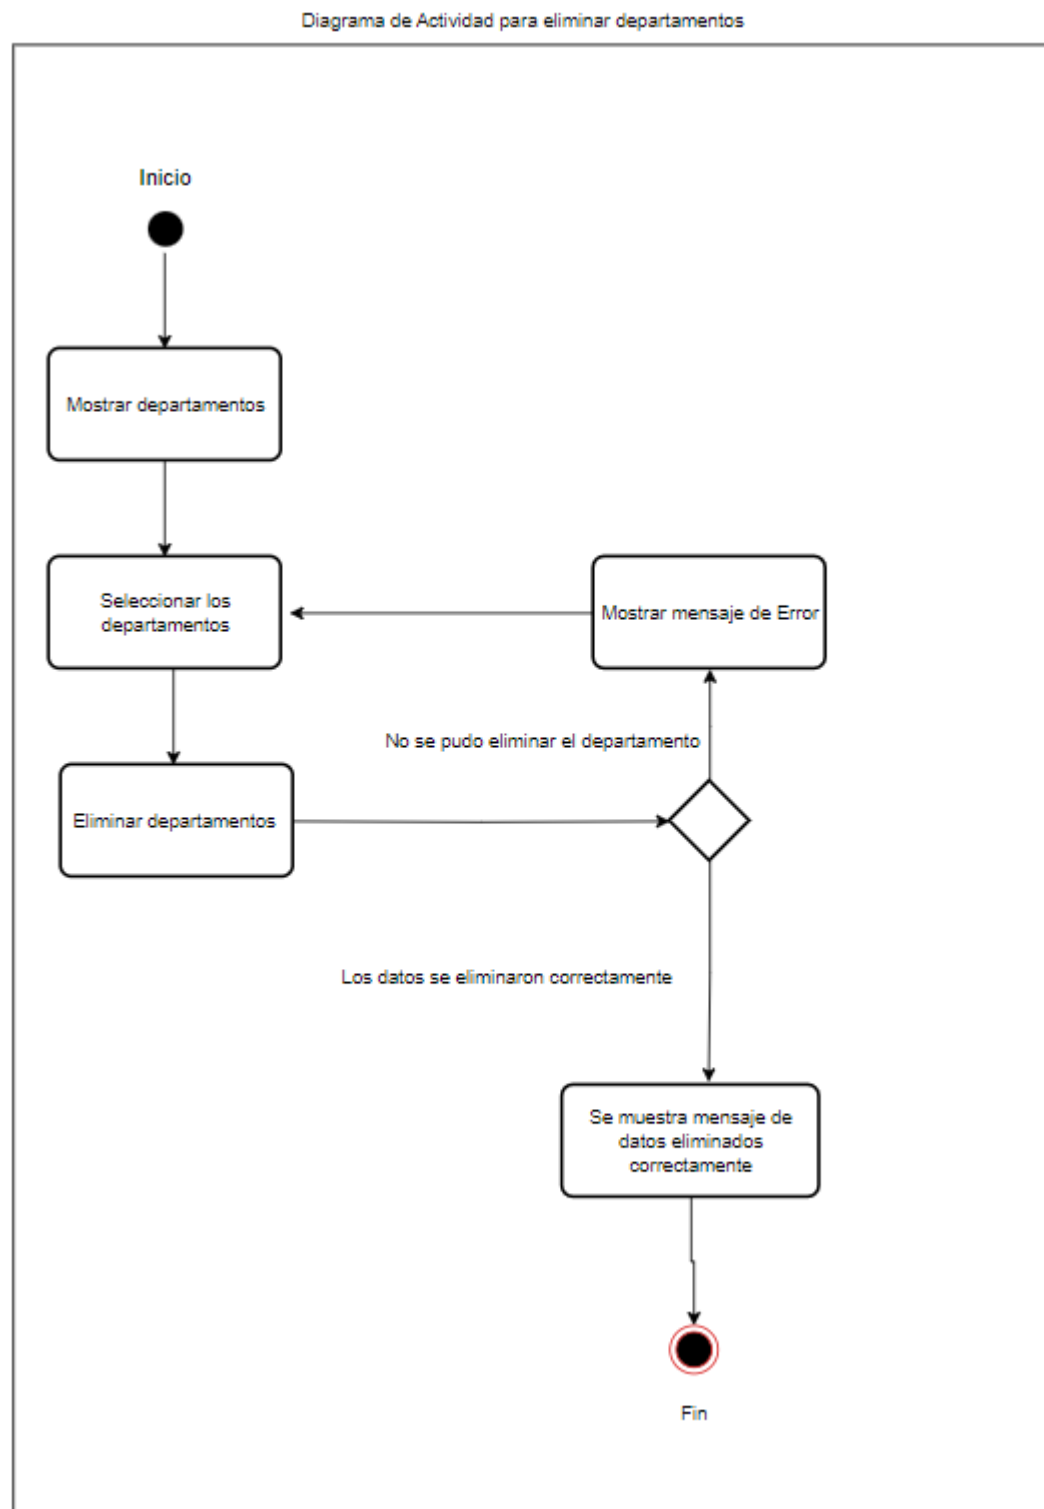 Diagrama de Actividad para eliminar departamentos
Inicio
Mostrar departamentos
Seleccionar los
departamentos
Mostrar mensaje de Error
No se pudo eliminar el departamento
Eliminar departamentos
Los datos se eliminaron correctamente
Se muestra mensaje de
datos eliminados
correctamente
Fin